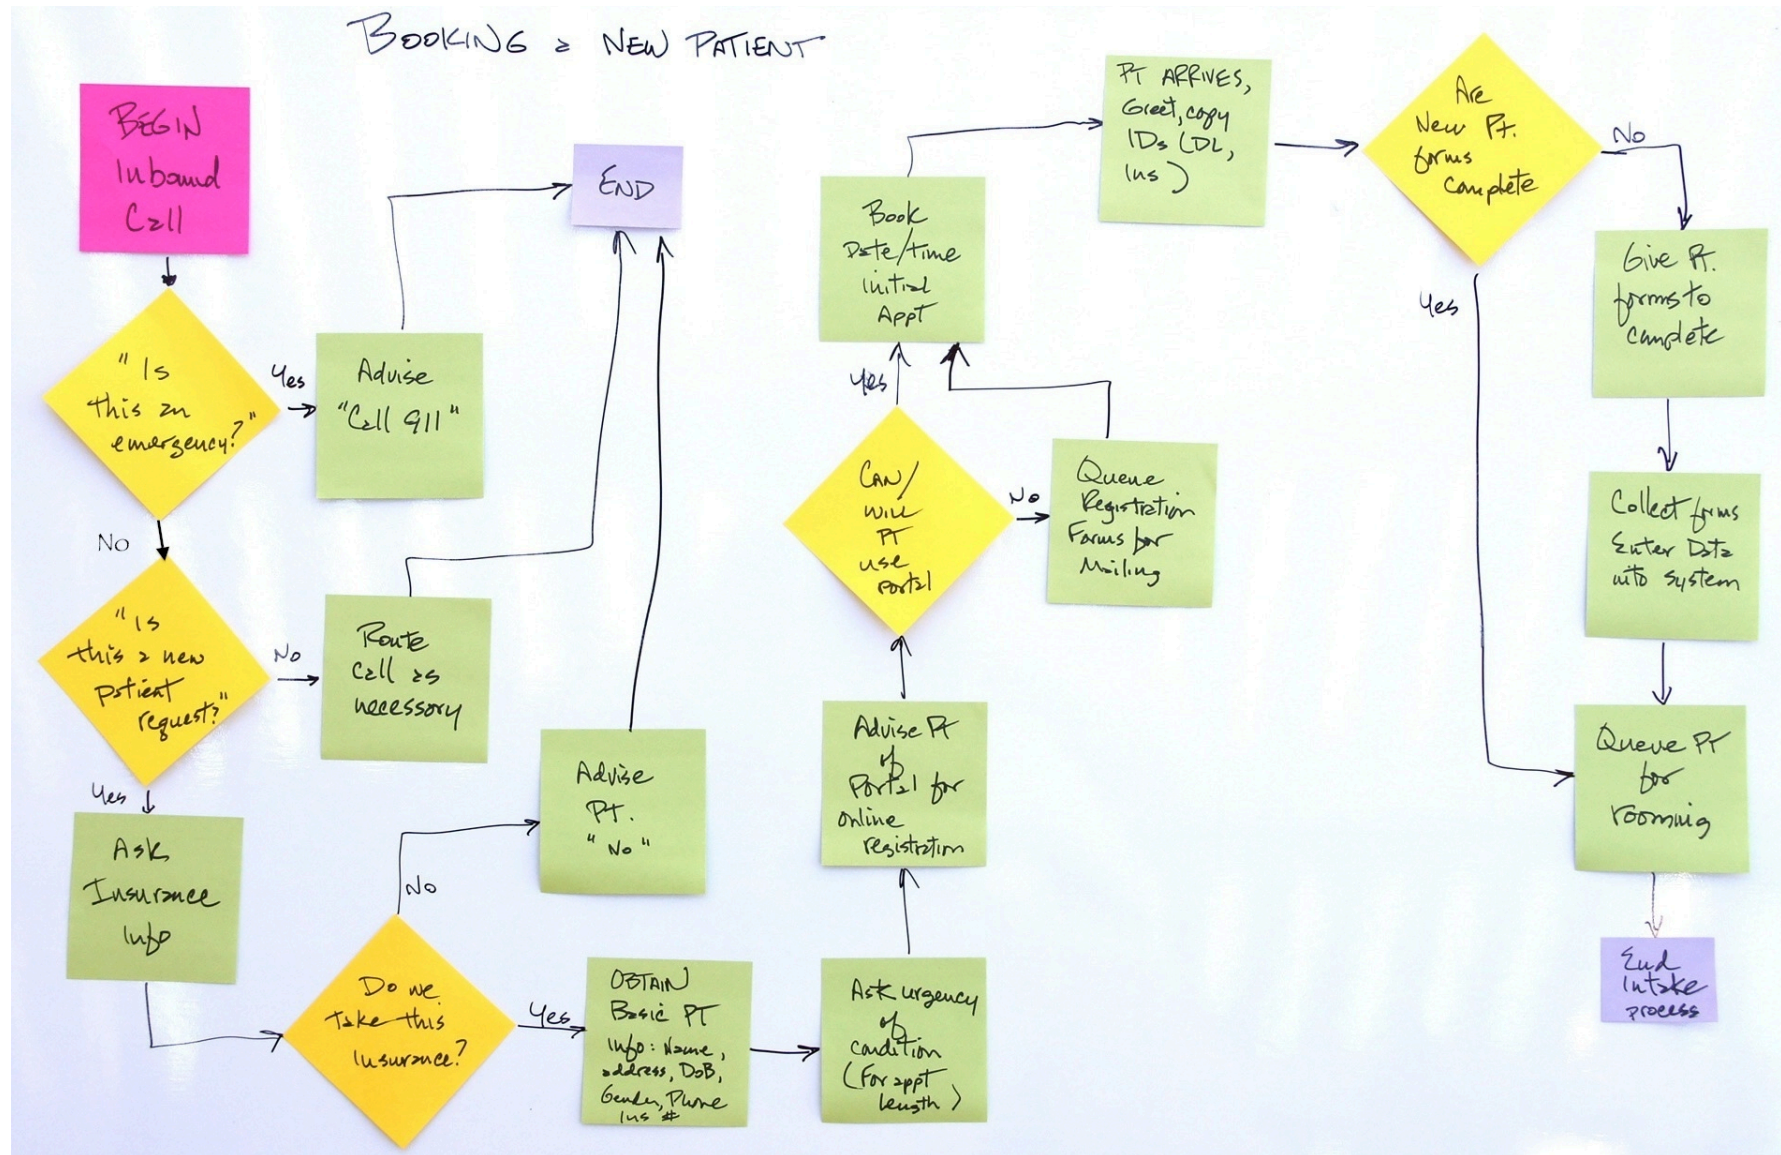 BOOKING a NEW PATIENT
BEGIN
Inbound
Call
"Is
this an
emergency?"
Yes
Advise
"Call 911"
END
No
"Is
this a new
patient
request?"
No
Route
Call as
necessary
Yes
Ask
Insurance
Info
Do we
take this
Insurance?
No
Advise
PT.
"No"
Yes
OBTAIN
Basic PT
Info: Name,
address, DoB,
Gender, Phone
Ins #
Ask urgency
of
condition
(For appt
length)
Advise PT
of
Portal for
online
registration
CAN/
will
PT
use
portal
No
Queue
Registration
Forms for
Mailing
Yes
Book
Date/time
initial
Appt
PT ARRIVES,
Greet, copy
IDs (DL,
Ins)
Are
New Pt.
forms
complete
No
Give Pt.
forms to
complete
Collect forms
Enter Data
into system
Yes
Queue PT
for
rooming
End
Intake
process